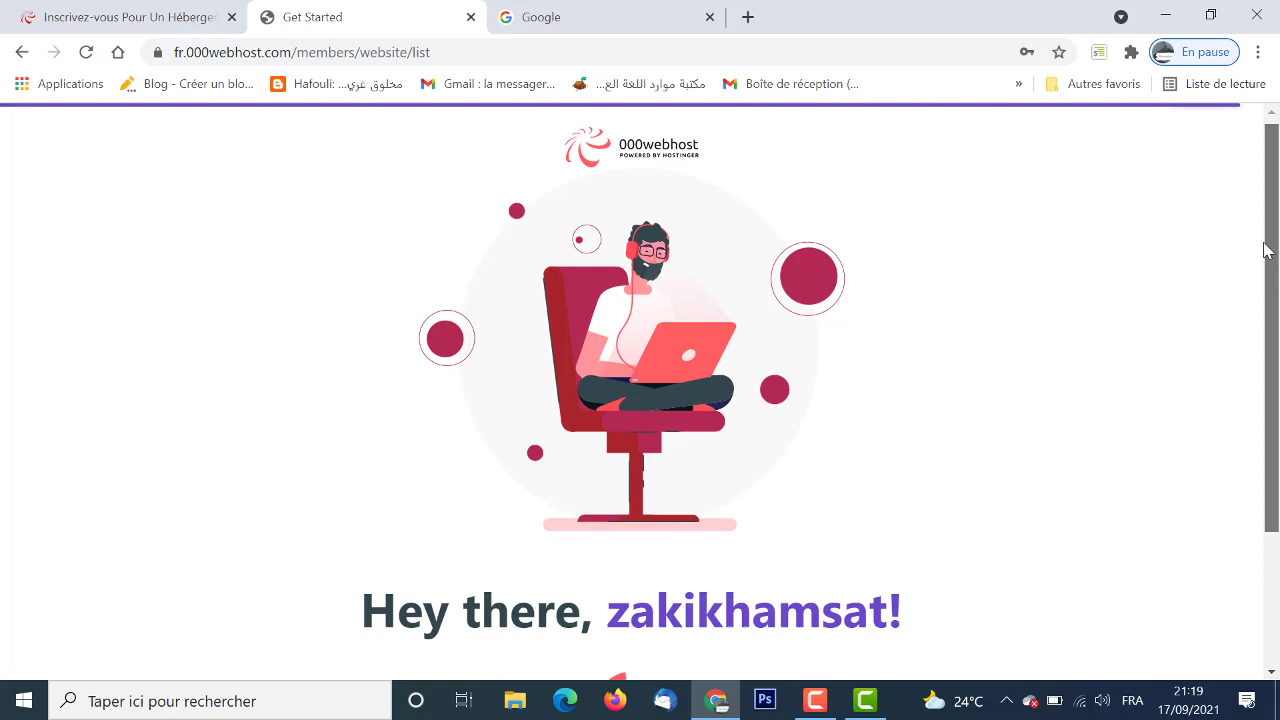 Inscrivez-vous Pour Un Héberge
Get Started
Google
fr.000webhost.com/members/website/list
En pause
Applications
Blog - Créer un blo...
Hafouli: مخلوق غري...
Gmail : la messager...
مكتبة موارد اللغة الع...
Boîte de réception (...
»
Autres favoris
Liste de lecture
000webhost
POWERED BY HOSTINGER
Hey there, zakikhamsat!
Taper ici pour rechercher
Ps
24°C
FRA
21:19
17/09/2021